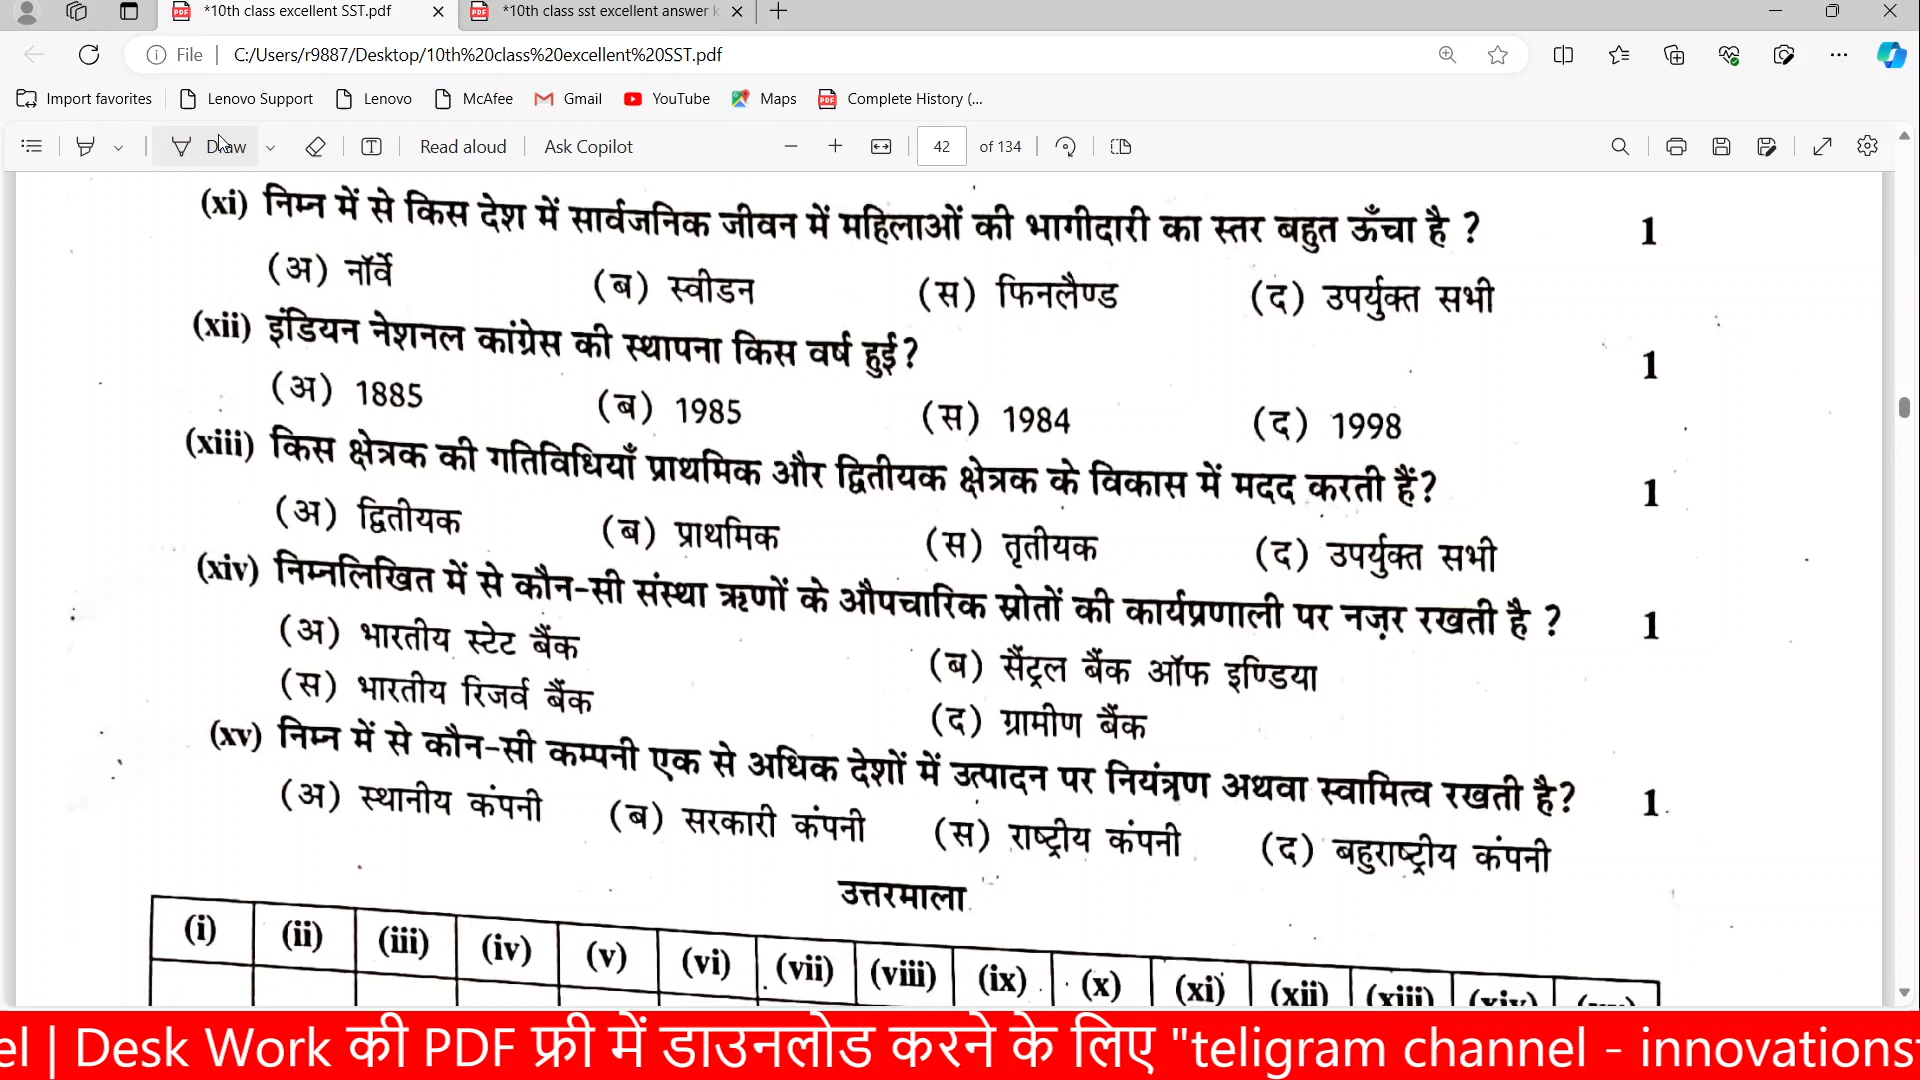 *10th class excellent SST.pdf
*10th class sst excellent answer k
File C:/Users/r9887/Desktop/10th%20class%20excellent%20SST.pdf
Import favorites Lenovo Support Lenovo McAfee Gmail YouTube Maps Complete History (...
Draw Read aloud Ask Copilot 42 of 134
(xi) निम्न में से किस देश में सार्वजनिक जीवन में महिलाओं की भागीदारी का स्तर बहुत ऊँचा है ? 1
(अ) नॉर्वे (ब) स्वीडन (स) फिनलैण्ड (द) उपर्युक्त सभी
(xii) इंडियन नेशनल कांग्रेस की स्थापना किस वर्ष हुई? 1
(अ) 1885 (ब) 1985 (स) 1984 (द) 1998
(xiii) किस क्षेत्रक की गतिविधियाँ प्राथमिक और द्वितीयक क्षेत्रक के विकास में मदद करती हैं? 1
(अ) द्वितीयक (ब) प्राथमिक (स) तृतीयक (द) उपर्युक्त सभी
(xiv) निम्नलिखित में से कौन-सी संस्था ऋणों के औपचारिक स्रोतों की कार्यप्रणाली पर नज़र रखती है ? 1
(अ) भारतीय स्टेट बैंक (ब) सैंट्रल बैंक ऑफ इण्डिया
(स) भारतीय रिजर्व बैंक (द) ग्रामीण बैंक
(xv) निम्न में से कौन-सी कम्पनी एक से अधिक देशों में उत्पादन पर नियंत्रण अथवा स्वामित्व रखती है? 1
(अ) स्थानीय कंपनी (ब) सरकारी कंपनी (स) राष्ट्रीय कंपनी (द) बहुराष्ट्रीय कंपनी
उत्तरमाला
(i) (ii) (iii) (iv) (v) (vi) (vii) (viii) (ix) (x) (xi) (xii) (xiii) (xiv)
el | Desk Work की PDF फ्री में डाउनलोड करने के लिए "teligram channel - innovations